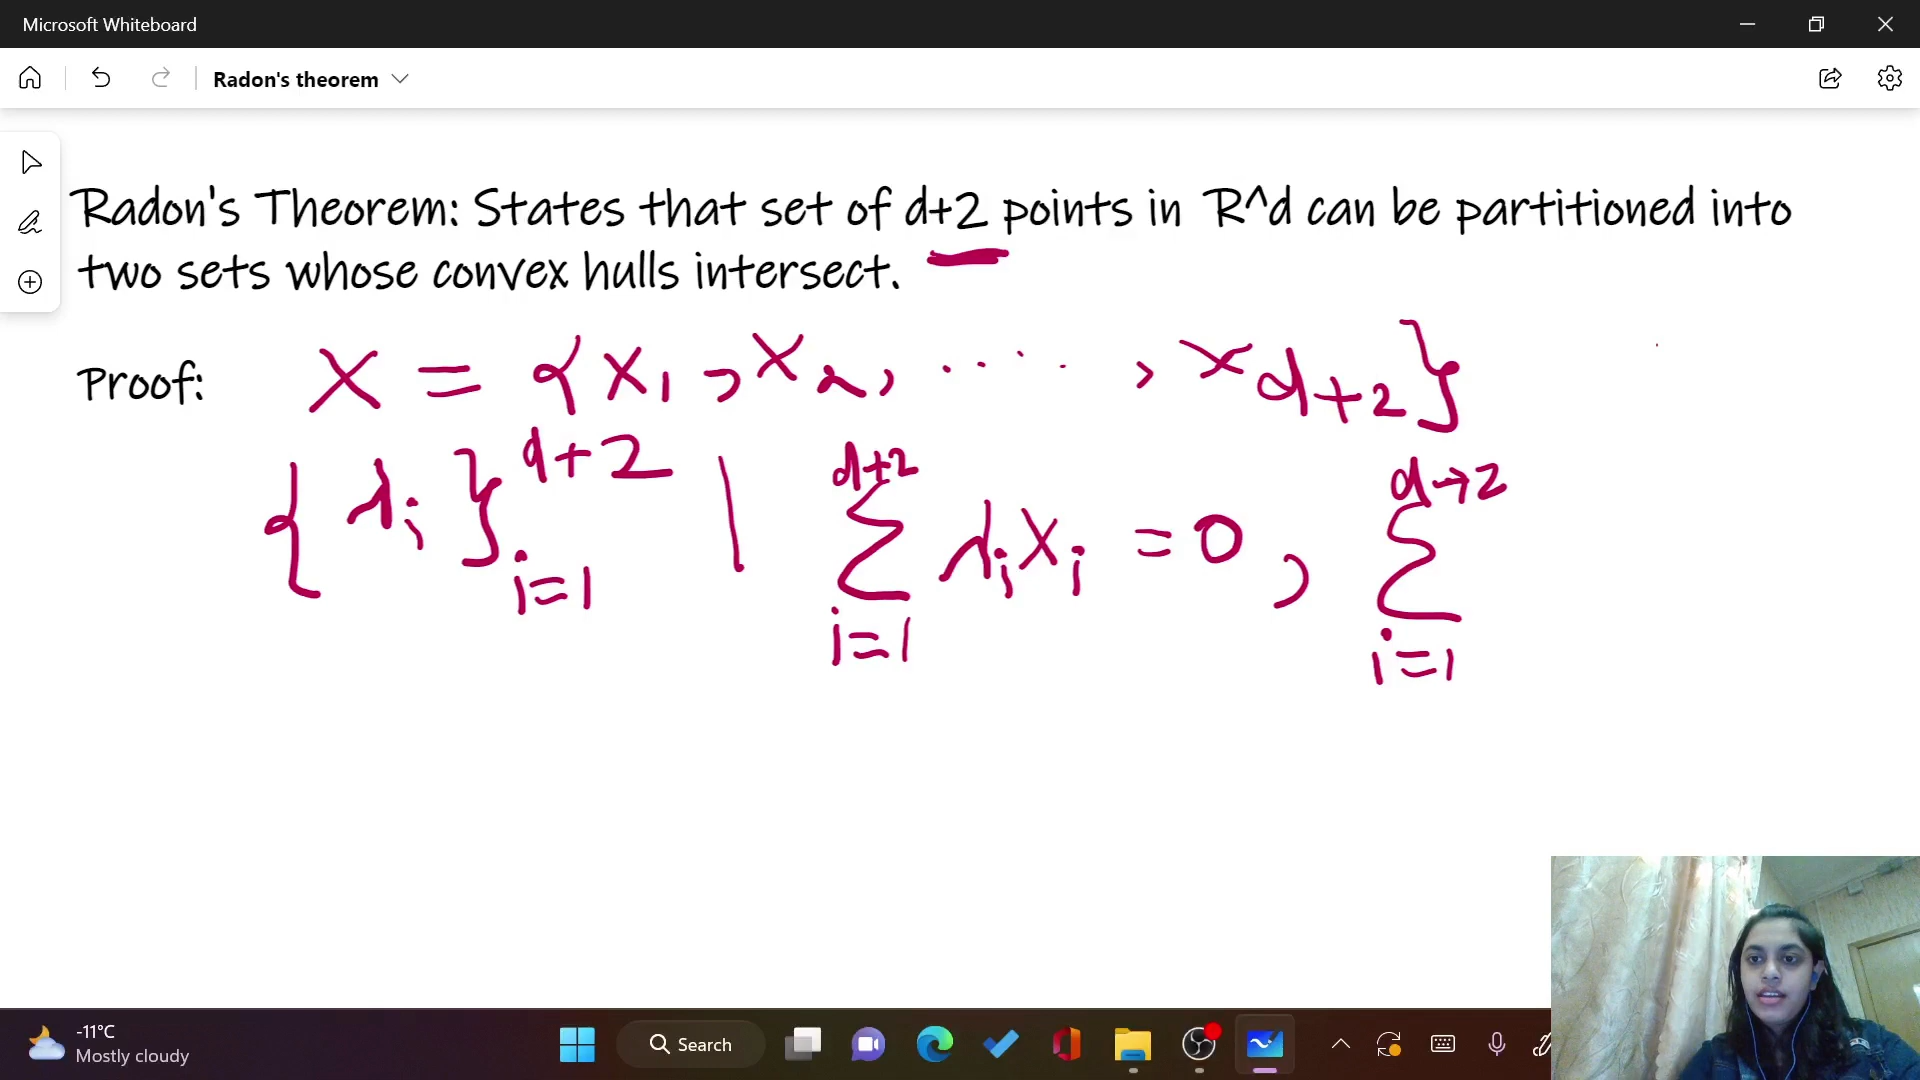 Microsoft Whiteboard
Radon's theorem
Radon's Theorem: States that set of d+2 points in R^d can be partitioned into
two sets whose convex hulls intersect.
Proof: X = {x₁, x₂, ....., x_{d+2}}
{λᵢ}_{i=1}^{d+2} | ∑_{i=1}^{d+2} λᵢxᵢ = 0, ∑_{i=1}^{d+2}
-11°C
Mostly cloudy
Search